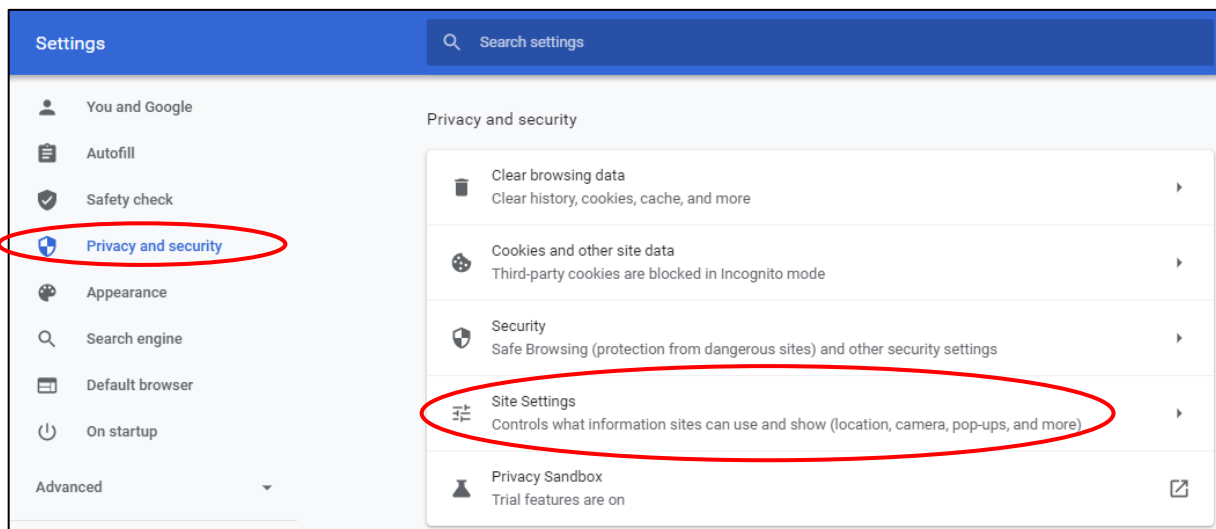 Settings
Search settings
You and Google
Autofill
Safety check
Privacy and security
Appearance
Search engine
Default browser
On startup
Advanced
Privacy and security
Clear browsing data
Clear history, cookies, cache, and more
Cookies and other site data
Third-party cookies are blocked in Incognito mode
Security
Safe Browsing (protection from dangerous sites) and other security settings
Site Settings
Controls what information sites can use and show (location, camera, pop-ups, and more)
Privacy Sandbox
Trial features are on